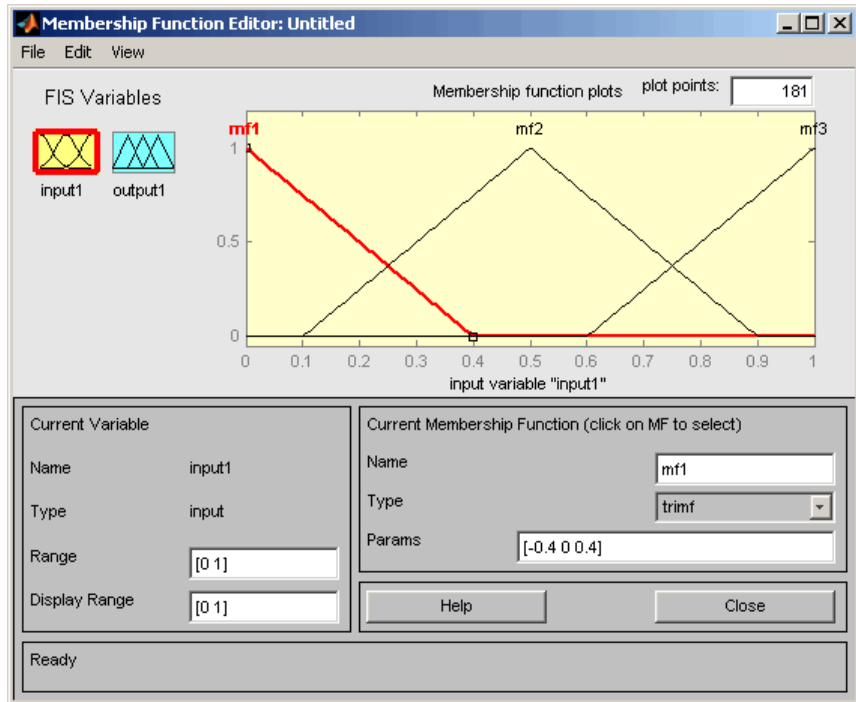 Membership Function Editor: Untitled
File Edit View
FIS Variables
Membership function plots plot points: 181
mf1 mf2 mf3
input1 output1
1
0.5
0
0 0.1 0.2 0.3 0.4 0.5 0.6 0.7 0.8 0.9 1
input variable "input1"
Current Variable
Name input1
Type input
Range [0 1]
Display Range [0 1]
Current Membership Function (click on MF to select)
Name mf1
Type trimf
Params [-0.4 0 0.4]
Help Close
Ready